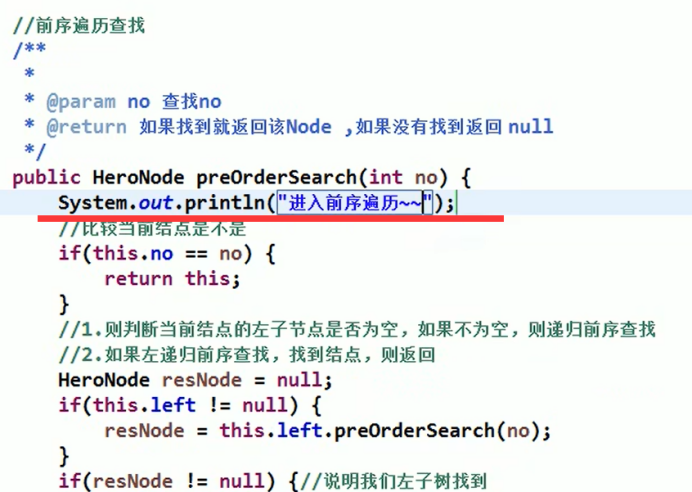 //前序遍历查找
/**
 *
 * @param no 查找no
 * @return 如果找到就返回该Node ,如果没有找到返回 null
 */
public HeroNode preOrderSearch(int no) {
    System.out.println("进入前序遍历~~");
    //比较当前结点是不是
    if(this.no == no) {
        return this;
    }
    //1.则判断当前结点的左子节点是否为空，如果不为空，则递归前序查找
    //2.如果左递归前序查找，找到结点，则返回
    HeroNode resNode = null;
    if(this.left != null) {
        resNode = this.left.preOrderSearch(no);
    }
    if(resNode != null) {//说明我们左子树找到